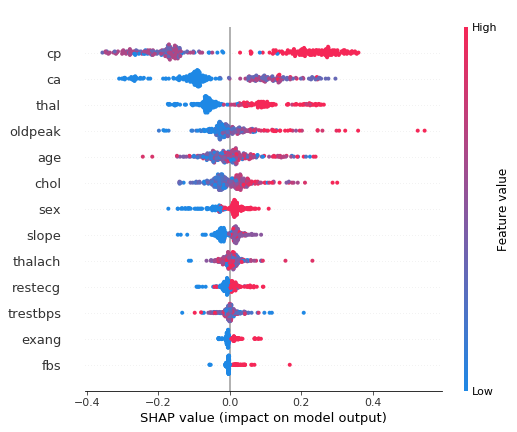 High
cp
ca
thal
oldpeak
age
chol
sex
slope
thalach
restecg
trestbps
exang
fbs
Feature value
Low
−0.4 −0.2 0.0 0.2 0.4
SHAP value (impact on model output)